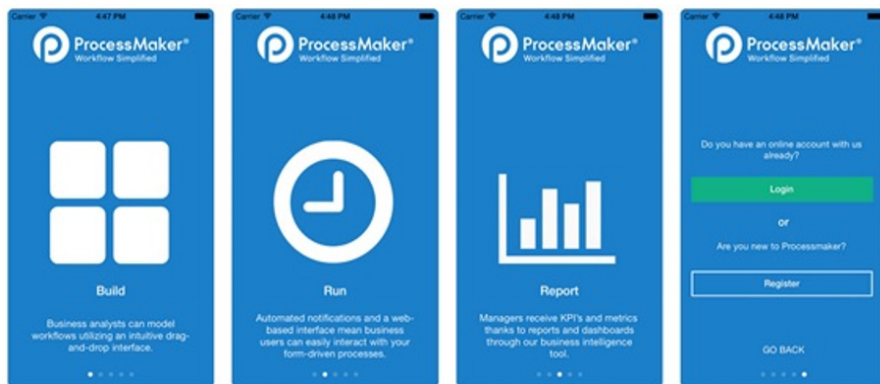 Carrier 4:47 PM
ProcessMaker®
Workflow Simplified
Build
Business analysts can model
workflows utilizing an intuitive drag-
and-drop interface.
Carrier 4:48 PM
ProcessMaker®
Workflow Simplified
Run
Automated notifications and a web-
based interface mean business
users can easily interact with your
form-driven processes.
Carrier 4:48 PM
ProcessMaker®
Workflow Simplified
Report
Managers receive KPI's and metrics
thanks to reports and dashboards
through our business intelligence
tool.
Carrier 4:48 PM
ProcessMaker®
Workflow Simplified
Do you have an online account with us
already?
Login
or
Are you new to Processmaker?
Register
GO BACK